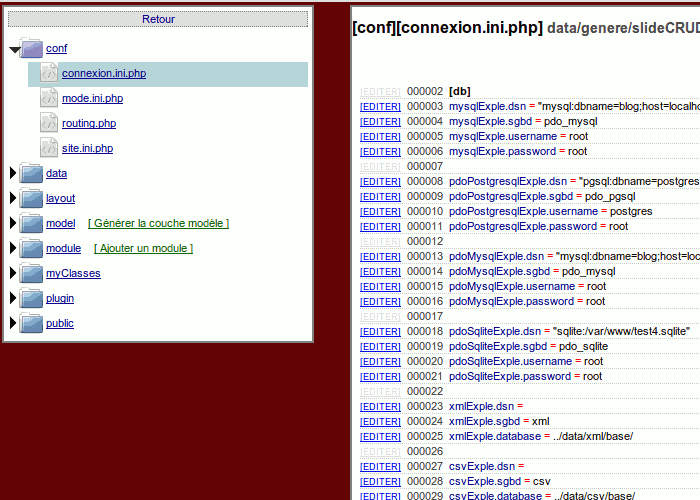 Retour
conf
connexion.ini.php
mode.ini.php
routing.php
site.ini.php
data
layout
model [ Générer la couche modèle ]
module [ Ajouter un module ]
myClasses
plugin
public
[conf][connexion.ini.php] data/genere/slideCRUD
[EDITER] 000002 [db]
[EDITER] 000003 mysqlExple.dsn = "mysql:dbname=blog;host=localho
[EDITER] 000004 mysqlExple.sgbd = pdo_mysql
[EDITER] 000005 mysqlExple.username = root
[EDITER] 000006 mysqlExple.password = root
[EDITER] 000007
[EDITER] 000008 pdoPostgresqlExple.dsn = "pgsql:dbname=postgres
[EDITER] 000009 pdoPostgresqlExple.sgbd = pdo_pgsql
[EDITER] 000010 pdoPostgresqlExple.username = postgres
[EDITER] 000011 pdoPostgresqlExple.password = root
[EDITER] 000012
[EDITER] 000013 pdoMysqlExple.dsn = "mysql:dbname=blog;host=loc
[EDITER] 000014 pdoMysqlExple.sgbd = pdo_mysql
[EDITER] 000015 pdoMysqlExple.username = root
[EDITER] 000016 pdoMysqlExple.password = root
[EDITER] 000017
[EDITER] 000018 pdoSqliteExple.dsn = "sqlite:/var/www/test4.sqlite"
[EDITER] 000019 pdoSqliteExple.sgbd = pdo_sqlite
[EDITER] 000020 pdoSqliteExple.username = root
[EDITER] 000021 pdoSqliteExple.password = root
[EDITER] 000022
[EDITER] 000023 xmlExple.dsn =
[EDITER] 000024 xmlExple.sgbd = xml
[EDITER] 000025 xmlExple.database = ../data/xml/base/
[EDITER] 000026
[EDITER] 000027 csvExple.dsn =
[EDITER] 000028 csvExple.sgbd = csv
[EDITER] 000029 csvExple.database = ../data/csv/base/